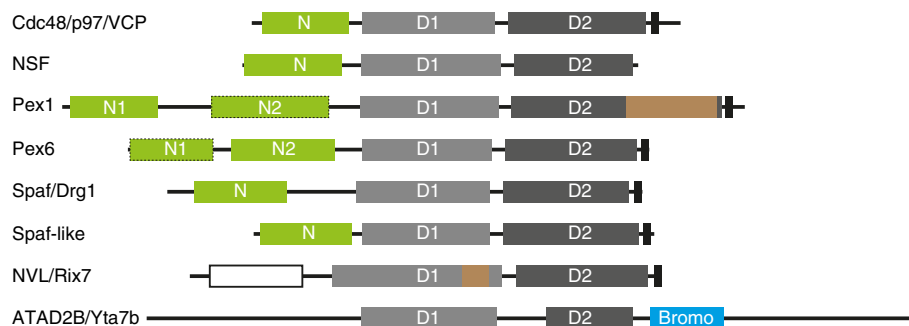 Cdc48/p97/VCP N D1 D2
NSF N D1 D2
Pex1 N1 N2 D1 D2
Pex6 N1 N2 D1 D2
Spaf/Drg1 N D1 D2
Spaf-like N D1 D2
NVL/Rix7 D1 D2
ATAD2B/Yta7b D1 D2 Bromo